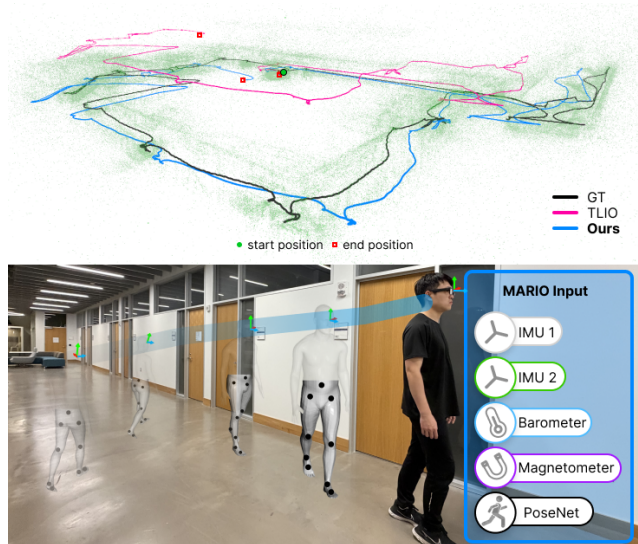 GT
TLIO
Ours
start position
end position
MARIO Input
IMU 1
IMU 2
Barometer
Magnetometer
PoseNet